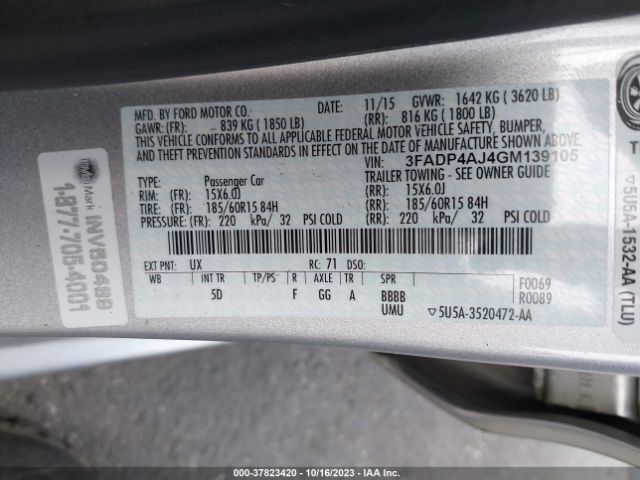 MFD. BY FORD MOTOR CO.
DATE: 11/15 GVWR: 1642 KG ( 3620 LB)
GAWR: (FR): 839 KG ( 1850 LB) (RR): 816 KG ( 1800 LB)
THIS VEHICLE CONFORMS TO ALL APPLICABLE FEDERAL MOTOR VEHICLE SAFETY, BUMPER,
AND THEFT PREVENTION STANDARDS IN EFFECT ON THE DATE OF MANUFACTURE SHOWN ABOVE.
VIN: 3FADP4AJ4GM139105
TYPE: Passenger Car TRAILER TOWING - SEE OWNER GUIDE
RIM: (FR): 15X6.0J (RR): 15X6.0J
TIRE: (FR): 185/60R15 84H (RR): 185/60R15 84H
PRESSURE: (FR): 220 kPa/ 32 PSI COLD (RR): 220 kPa/ 32 PSI COLD
EXT PNT: UX RC: 71 DSO:
WB INT TR TP/PS R AXLE TR SPR
5D F GG A BBBB
UMU
F0069
R0089
▽5U5A-3520472-AA
Mark
INV804669
1-877-705-4001
▽5U5A-1532-AA (TLU)
000-37823420 - 10/16/2023 - IAA Inc.